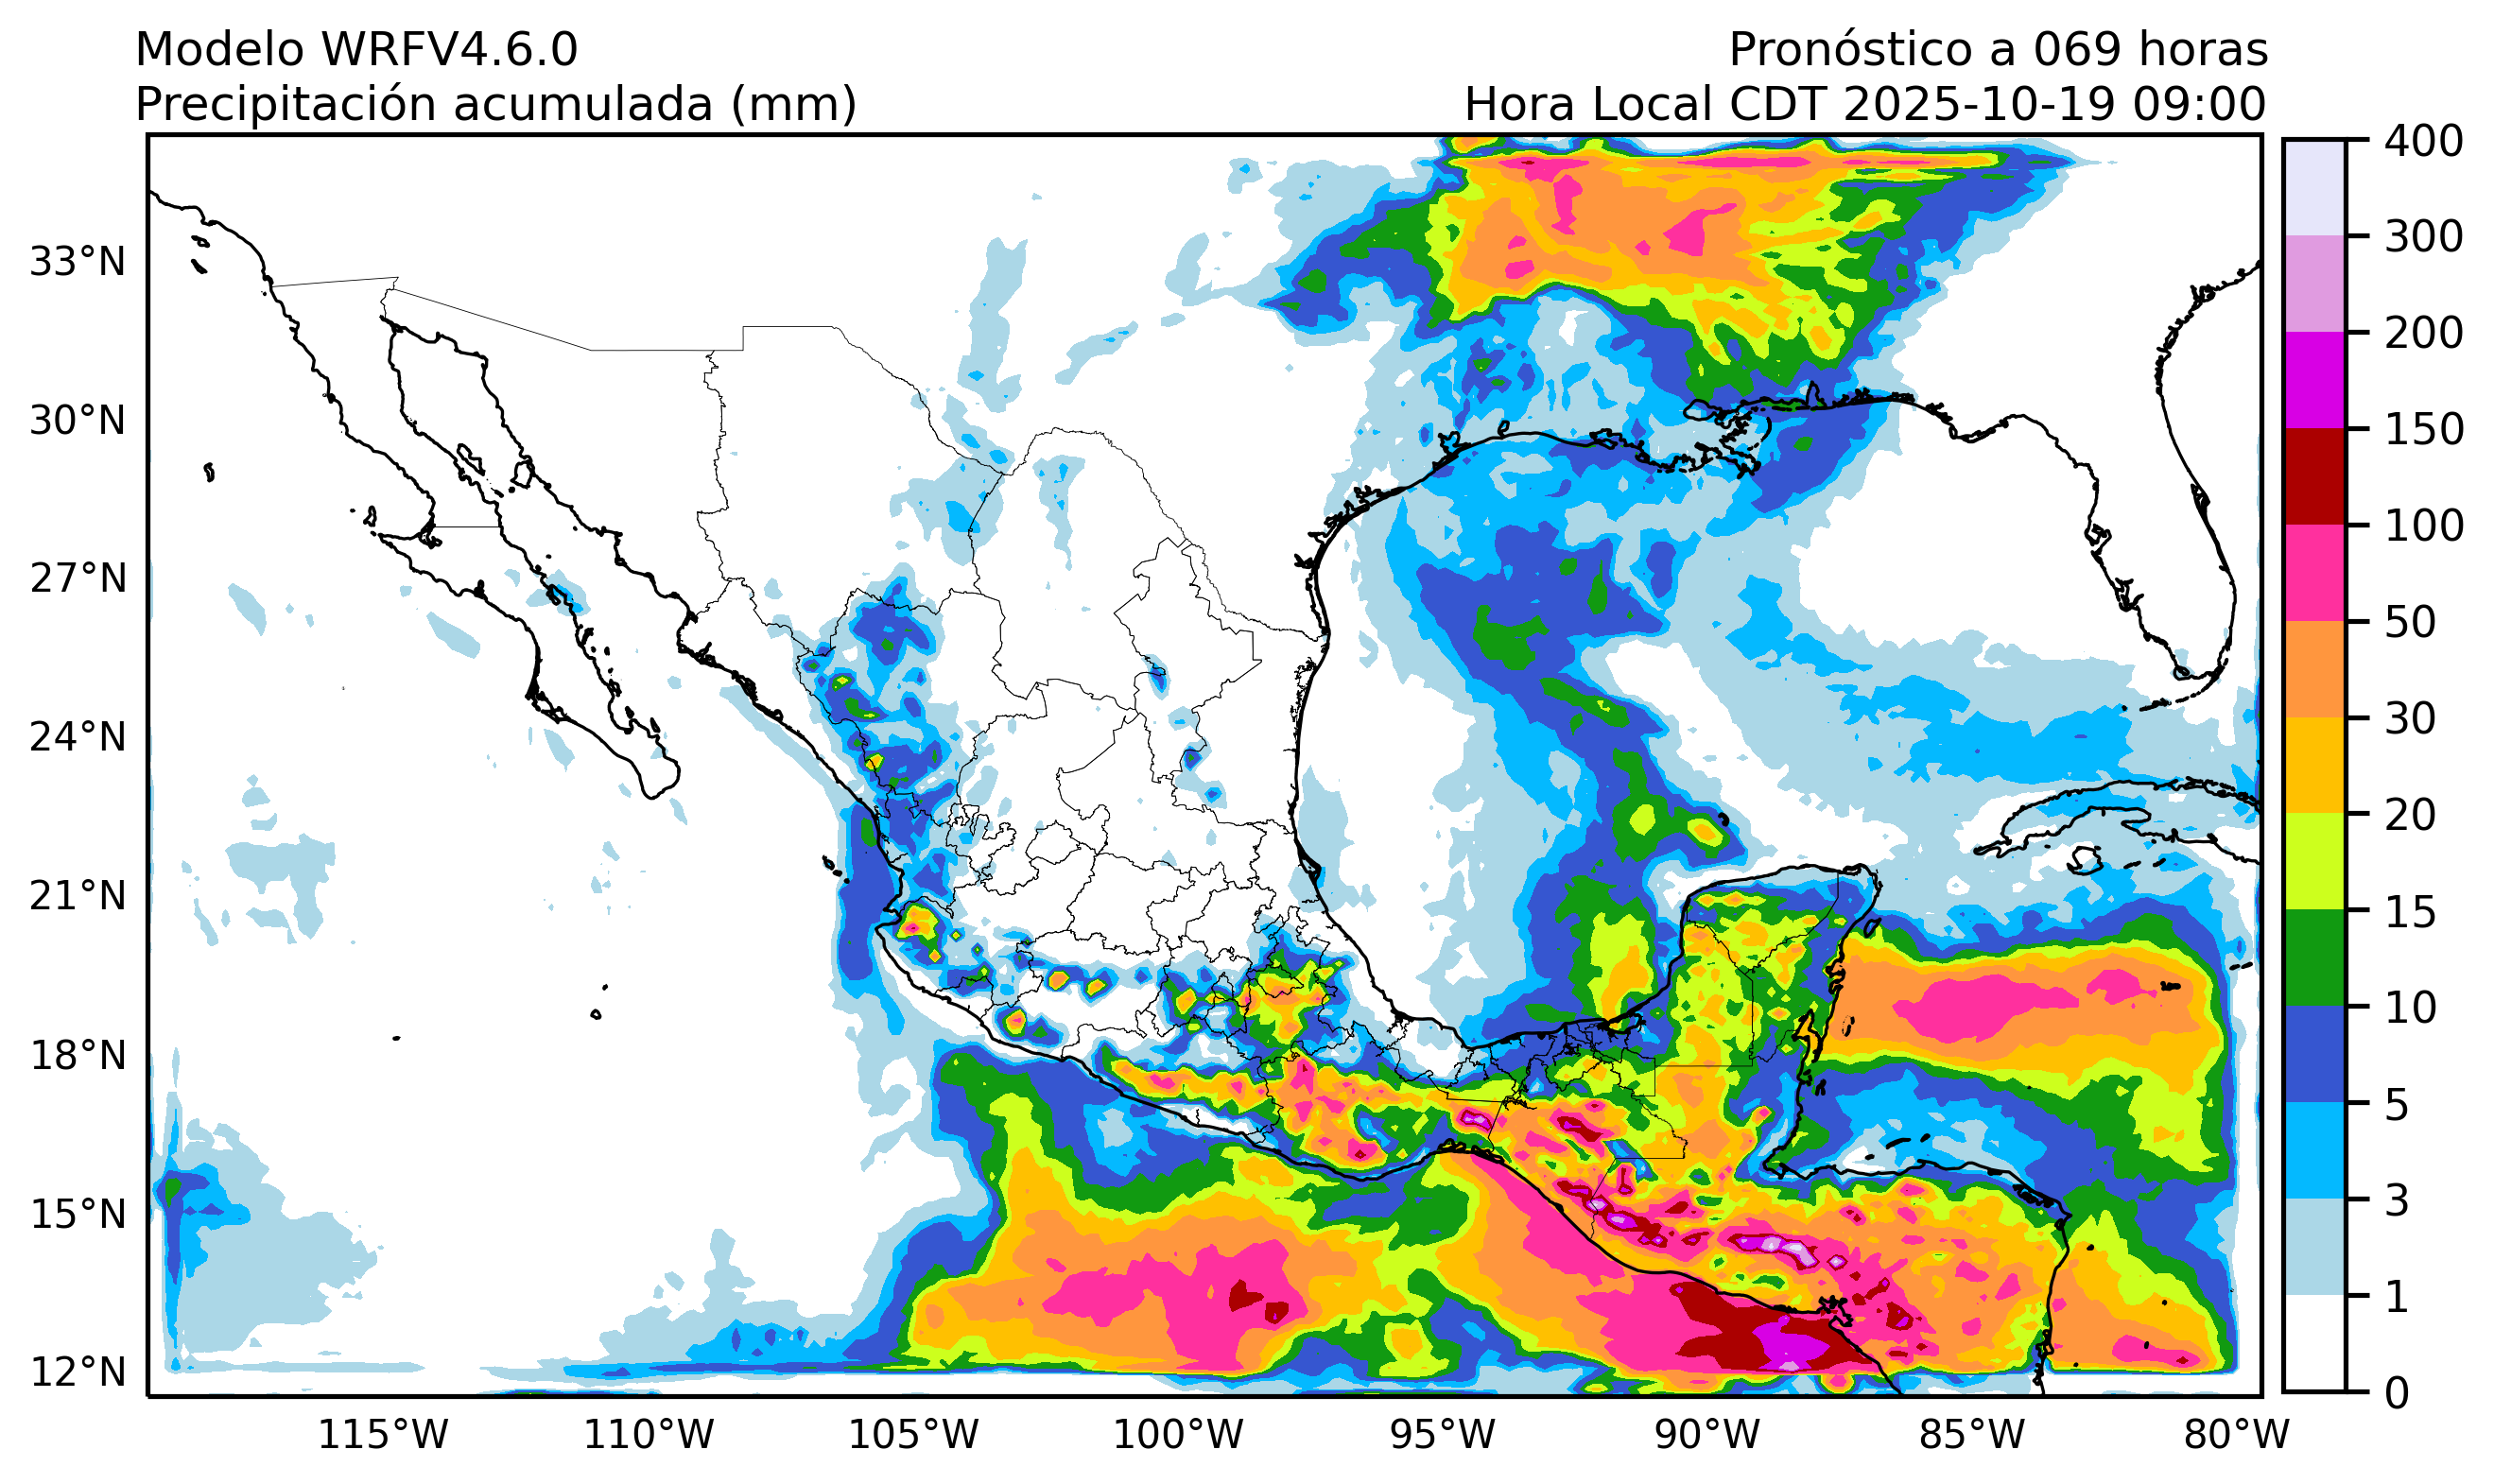 Modelo WRFV4.6.0
Pronóstico a 069 horas
Precipitación acumulada (mm)
Hora Local CDT 2025-10-19 09:00
400
300
200
150
100
50
30
20
15
10
5
3
1
0
33°N
30°N
27°N
24°N
21°N
18°N
15°N
12°N
115°W
110°W
105°W
100°W
95°W
90°W
85°W
80°W